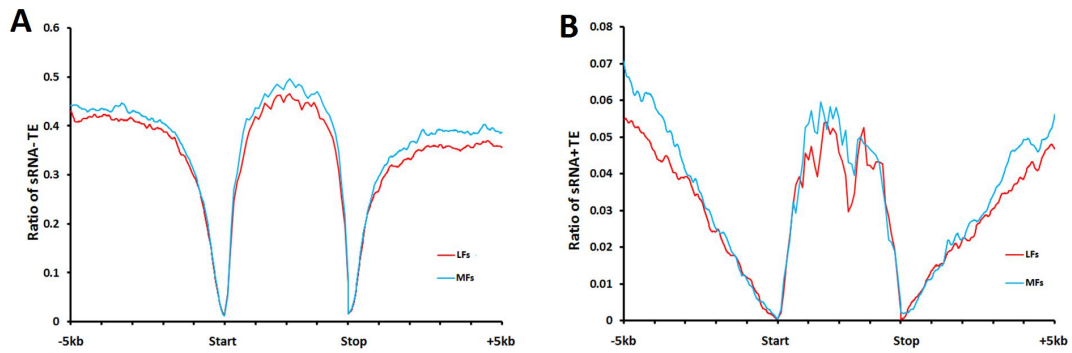 A
Ratio of sRNA-TE
0.6
0.5
0.4
0.3
0.2
0.1
0
-5kb
Start
Stop
+5kb
LFs
MFs
B
Ratio of sRNA+TE
0.08
0.07
0.06
0.05
0.04
0.03
0.02
0.01
0
-5kb
Start
Stop
+5kb
LFs
MFs